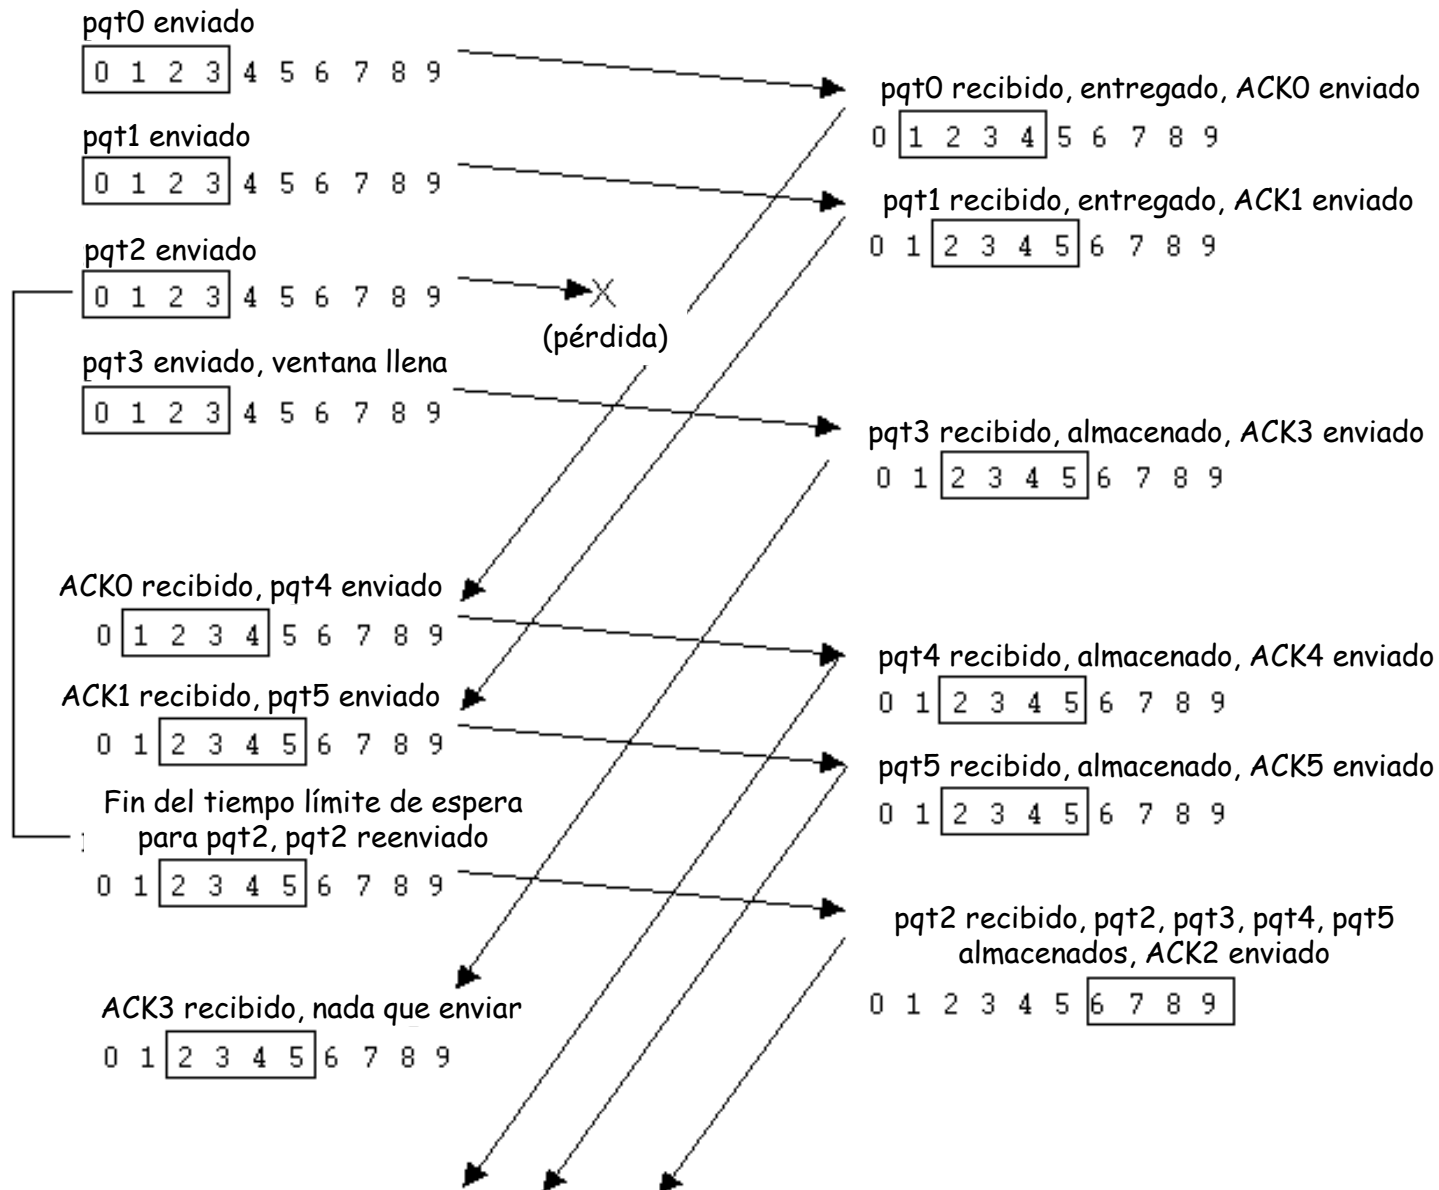 pqt0 enviado
0 1 2 3 4 5 6 7 8 9
pqt1 enviado
0 1 2 3 4 5 6 7 8 9
pqt2 enviado
0 1 2 3 4 5 6 7 8 9
(pérdida)
pqt3 enviado, ventana llena
0 1 2 3 4 5 6 7 8 9
ACK0 recibido, pqt4 enviado
0 1 2 3 4 5 6 7 8 9
ACK1 recibido, pqt5 enviado
0 1 2 3 4 5 6 7 8 9
Fin del tiempo límite de espera
para pqt2, pqt2 reenviado
0 1 2 3 4 5 6 7 8 9
ACK3 recibido, nada que enviar
0 1 2 3 4 5 6 7 8 9
pqt0 recibido, entregado, ACK0 enviado
0 1 2 3 4 5 6 7 8 9
pqt1 recibido, entregado, ACK1 enviado
0 1 2 3 4 5 6 7 8 9
pqt3 recibido, almacenado, ACK3 enviado
0 1 2 3 4 5 6 7 8 9
pqt4 recibido, almacenado, ACK4 enviado
0 1 2 3 4 5 6 7 8 9
pqt5 recibido, almacenado, ACK5 enviado
0 1 2 3 4 5 6 7 8 9
pqt2 recibido, pqt2, pqt3, pqt4, pqt5
almacenados, ACK2 enviado
0 1 2 3 4 5 6 7 8 9